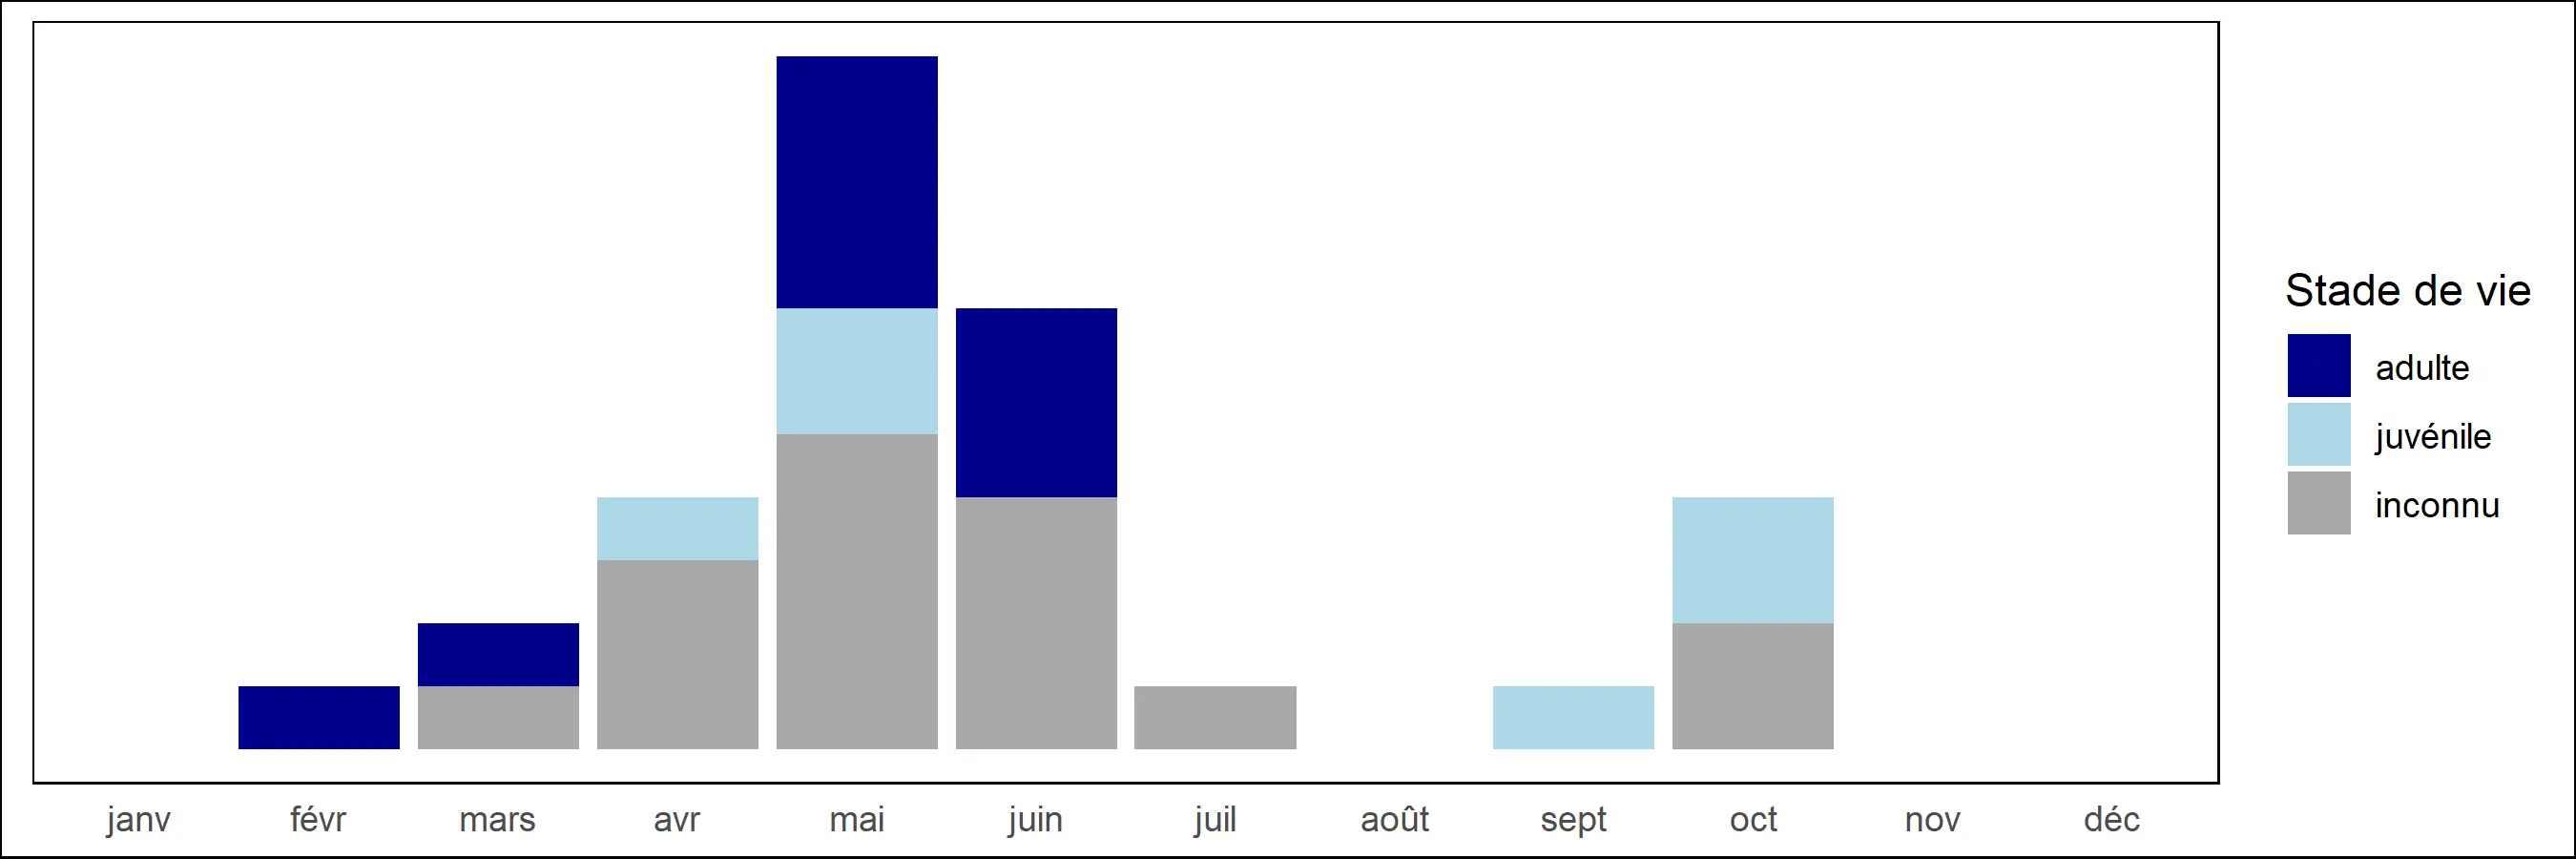 Stade de vie
adulte
juvénile
inconnu
janv févr mars avr mai juin juil août sept oct nov déc